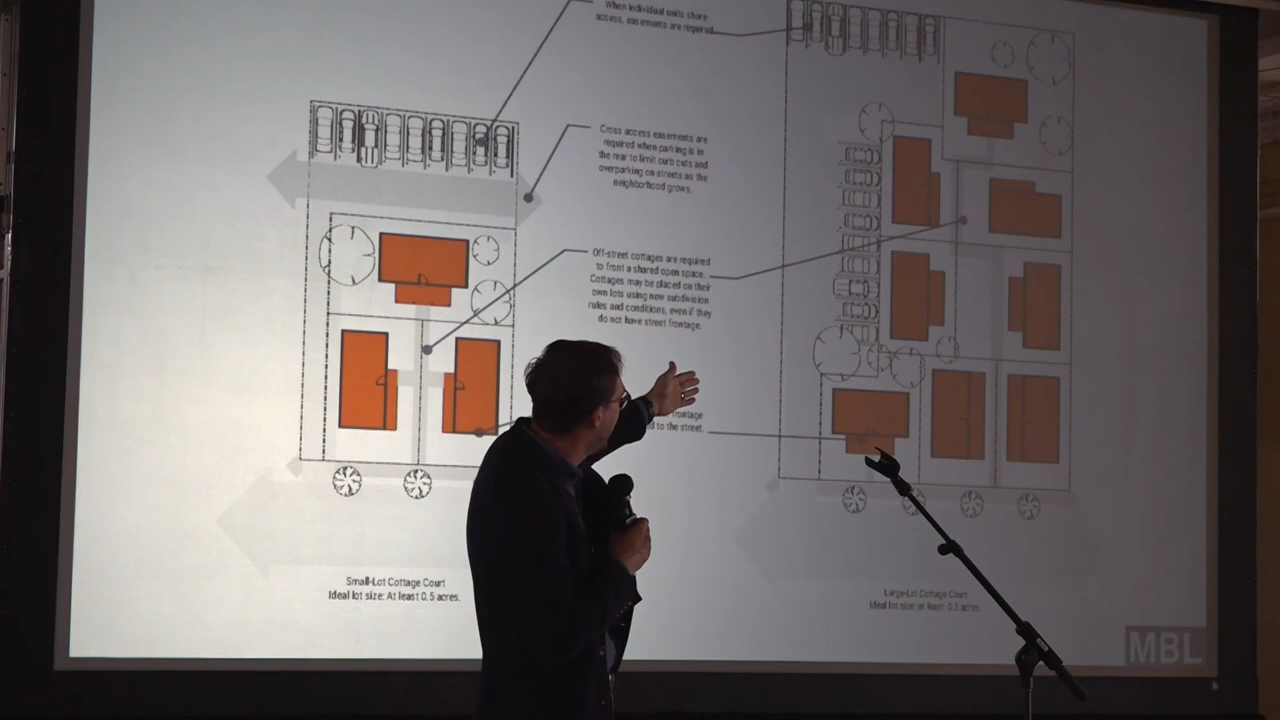 When individual units share
access, easements are required.
Cross access easements are
required when parking is in
the rear to limit curb cuts and
overparking on streets as the
neighborhood grows.
Off-street cottages are required
to front a shared open space.
Cottages may be placed on their
own lots using new subdivision
rules and conditions, even if they
do not have street frontage.
frontage
to the street.
Small-Lot Cottage Court
Ideal lot size: At least 0.5 acres.
Large-Lot Cottage Court
Ideal lot size: at least 0.5 acres.
MBL